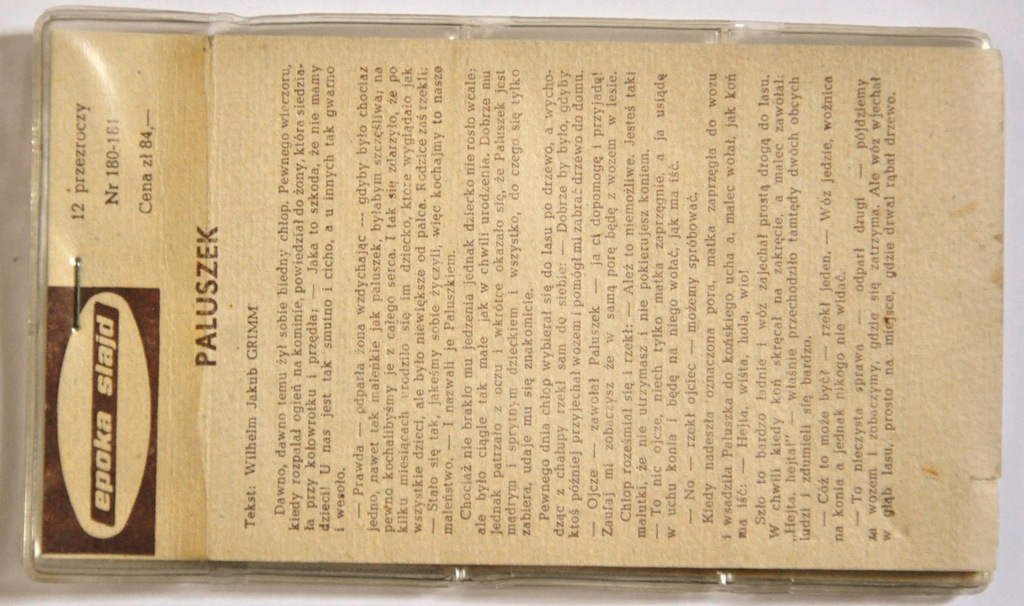 epoka slajd
12 przezroczy
Nr 180-181
Cena zł 84,—
PALUSZEK
Tekst: Wilhelm Jakub GRIMM
Dawno, dawno temu żył sobie biedny chłop. Pewnego wieczoru,
kiedy rozpalał ogień na kominie, powiedział do żony, która siedzia-
ła przy kołowrotku i przędła; — Jaka to szkoda, że nie mamy
dzieci! U nas jest tak smutno i cicho, a u innych tak gwarno
i wesoło.
— Prawda — odparła żona wzdychając — gdyby było chociaż
jedno, nawet tak maleńkie jak paluszek, byłabym szczęśliwa; na
pewno kochalibyśmy je z całego serca. I tak się zdarzyło, że po
kilku miesiącach urodziło się im dziecko, które wyglądało jak
wszystkie dzieci, ale było niewiększe od palca. Rodzice zaś rzekli:
— Stało się tak, jakeśmy sobie życzyli, więc kochajmy to nasze
maleństwo. — I nazwali je Paluszkiem.
Chociaż nie brakło mu jedzenia jednak dziecko nie rosło wcale;
ale było ciągle tak małe jak w chwili urodzenia. Dobrze mu
jednak patrzało z oczu i wkrótce okazało się, że Paluszek jest
mądrym i sprytnym dzieckiem i wszystko, do czego się tylko
zabiera, udaje mu się znakomicie.
Pewnego dnia chłop wybierał się do lasu po drzewo, a wycho-
dząc z chałupy rzekł sam do siebie: — Dobrze by było, gdyby
ktoś później przyjechał wozem i pomógł mi zabrać drzewo do domu.
— Ojcze — zawołał Paluszek — ja ci dopomogę i przyjadę!
Zaufaj mi zobaczysz że w samą porę będę z wozem w lesie.
Chłop roześmiał się i rzekł: — Ależ to niemożliwe. Jesteś taki
malutki, że nie utrzymasz i nie pokierujesz koniem.
— To nic ojcze, niech tylko matka zaprzęgnie, a ja usiądę
w uchu konia i będę na niego wołać, jak ma iść.
— No — rzekł ojciec — możemy spróbować.
Kiedy nadeszła oznaczona pora, matka zaprzęgła do wozu
i wsadziła Paluszka do końskiego ucha a, malec wołał, jak koń
ma iść: — Hejta, wiśta, hola, wio!
Szło to bardzo ładnie i wóz zajechał prostą drogą do lasu.
W chwili kiedy koń skręcał na zakręcie, a malec zawołał:
„Hejta, hejta!" — właśnie przechodziło tamtędy dwóch obcych
ludzi i zdumieli się bardzo.
— Cóż to może być? — rzekł jeden. — Wóz jedzie, woźnica
na konia a jednak nikogo nie widać.
— To nieczysta sprawa — odparł drugi — pójdziemy
za wozem i zobaczymy, gdzie się zatrzyma. Ale wóz wjechał
w głąb lasu, prosto na miejsce, gdzie drwal rąbał drzewo.